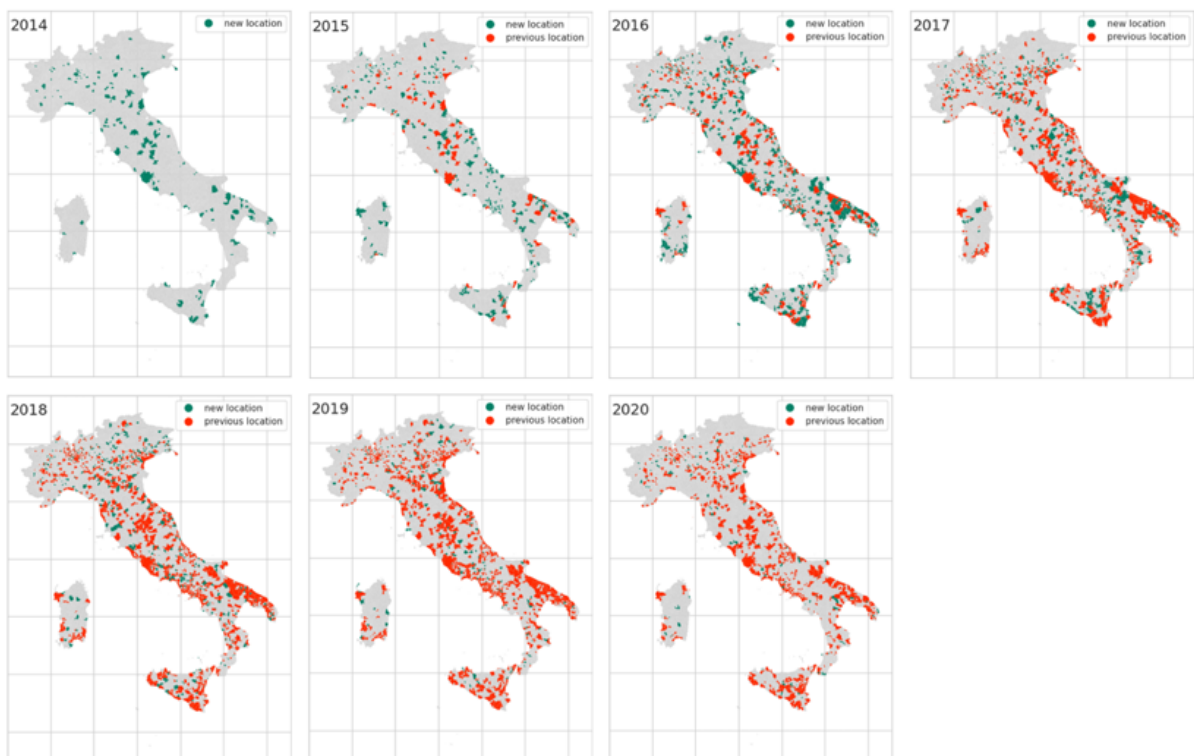 2014
new location
2015
new location
previous location
2016
new location
previous location
2017
new location
previous location
2018
new location
previous location
2019
new location
previous location
2020
new location
previous location